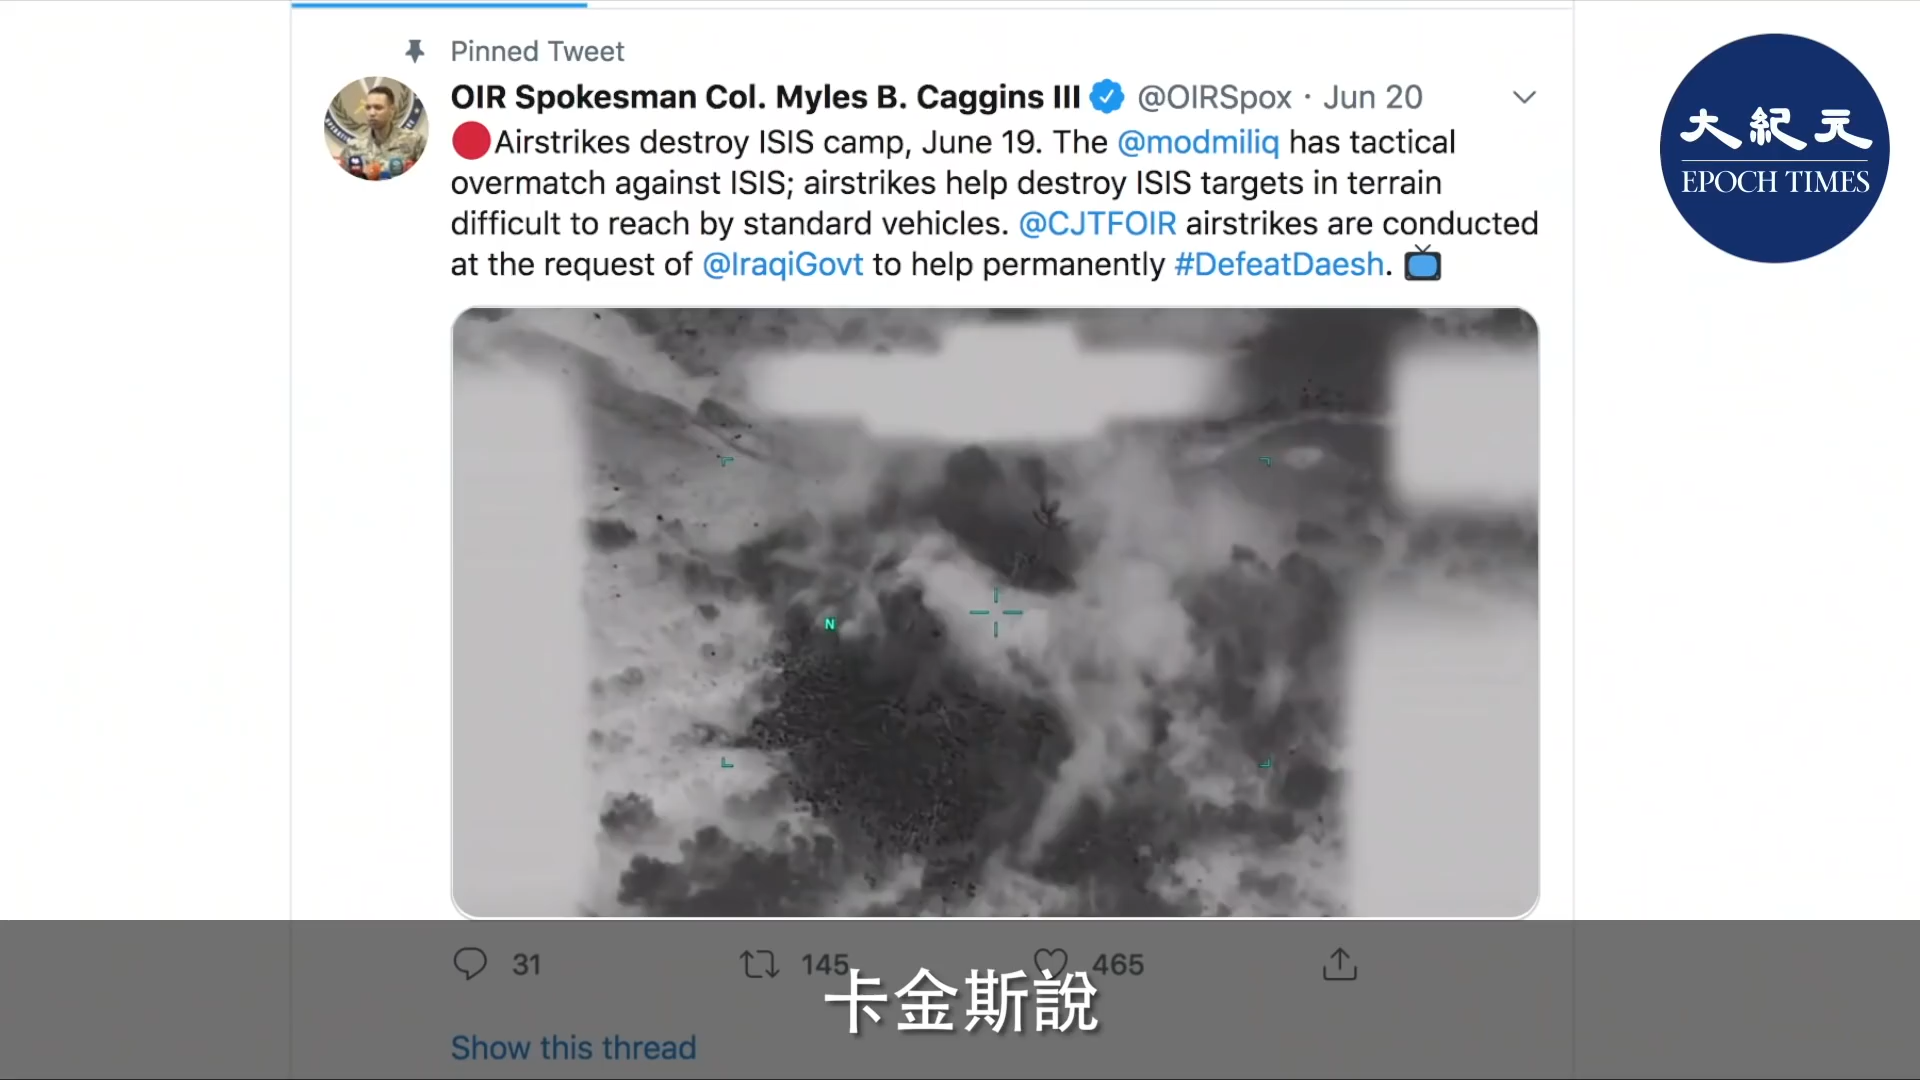 Pinned Tweet
OIR Spokesman Col. Myles B. Caggins III @OIRSpox · Jun 20
Airstrikes destroy ISIS camp, June 19. The @modmiliq has tactical
overmatch against ISIS; airstrikes help destroy ISIS targets in terrain
difficult to reach by standard vehicles. @CJTFOIR airstrikes are conducted
at the request of @IraqiGovt to help permanently #DefeatDaesh.
大紀元
EPOCH TIMES
N
31 145 465
卡金斯說
Show this thread